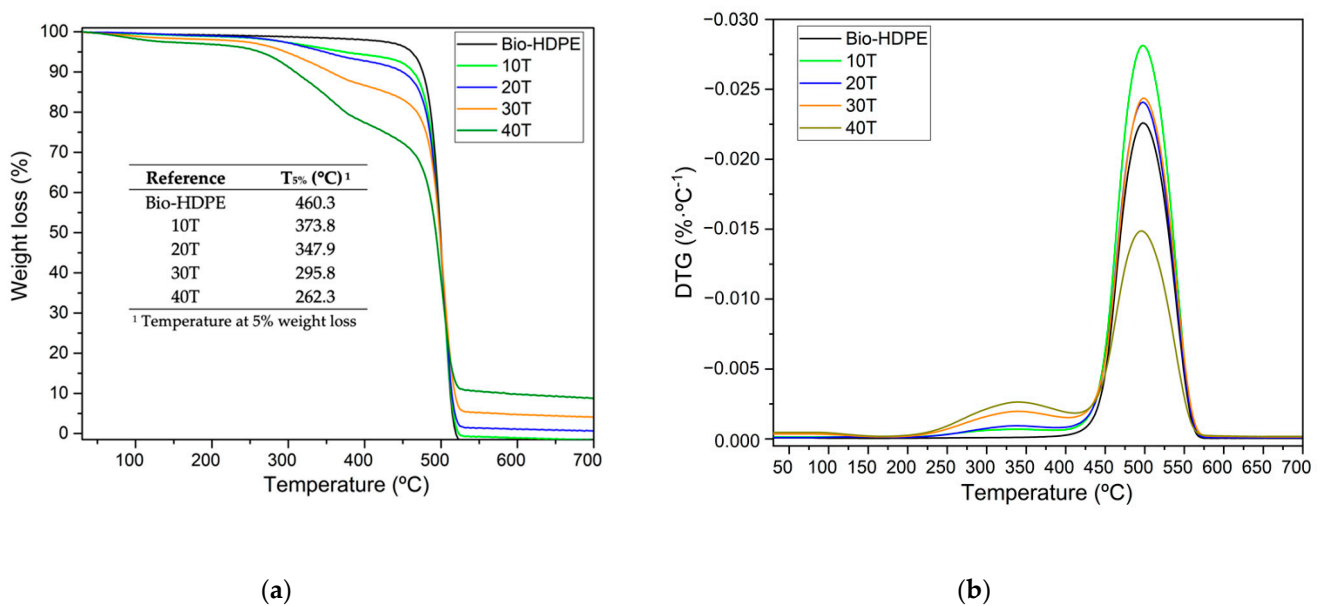 100
90
80
70
60
50
40
30
20
10
0
Weight loss (%)
Bio-HDPE
10T
20T
30T
40T
Reference T5% (ºC) ¹
Bio-HDPE 460.3
10T 373.8
20T 347.9
30T 295.8
40T 262.3
¹ Temperature at 5% weight loss
100 200 300 400 500 600 700
Temperature (ºC)
(a)
−0.030
−0.025
−0.020
−0.015
−0.010
−0.005
0.000
DTG (%·ºC⁻¹)
Bio-HDPE
10T
20T
30T
40T
50 100 150 200 250 300 350 400 450 500 550 600 650 700
Temperature (ºC)
(b)